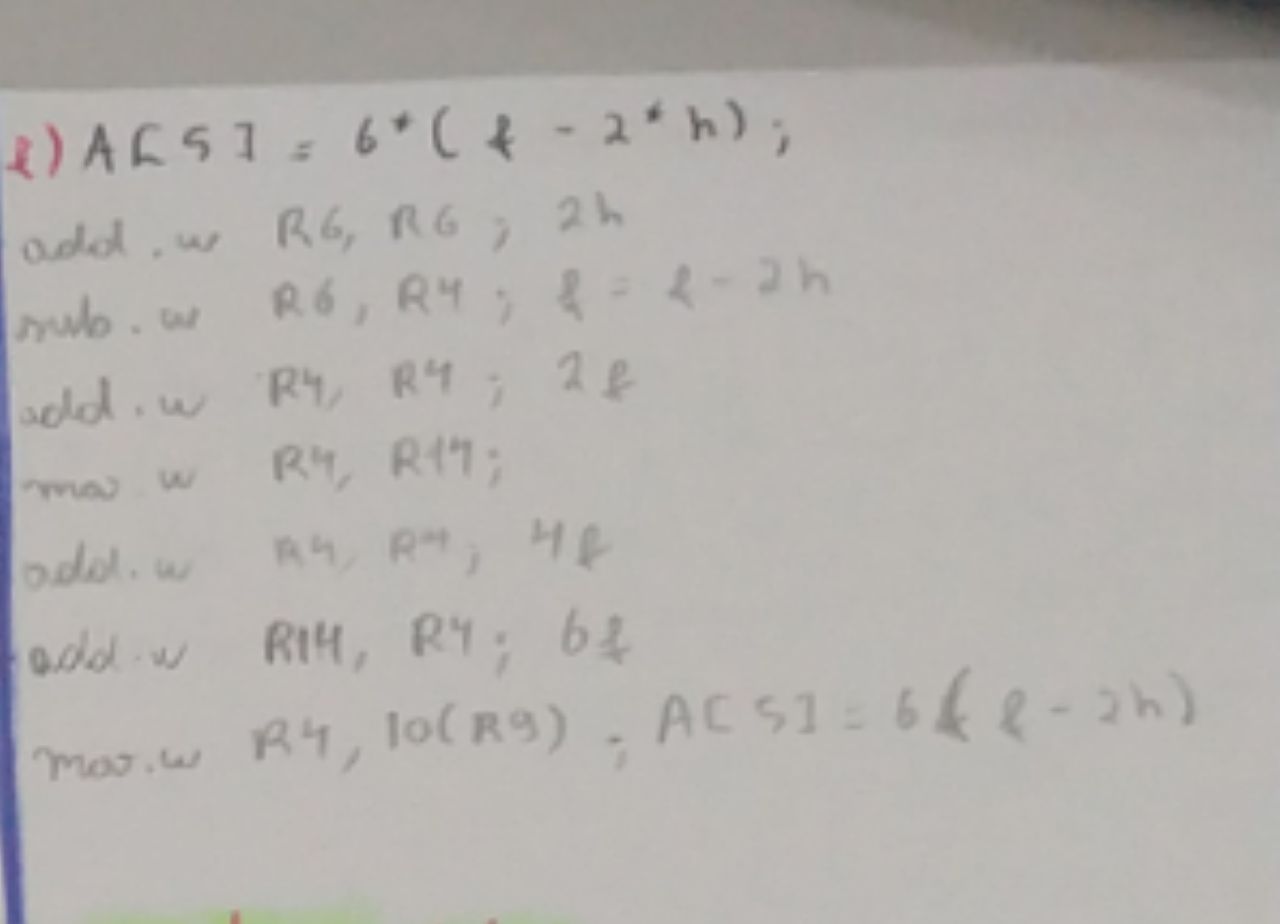 f) A[5] = 6*(f - 2*h);
add.w R6, R6 ; 2h
sub.w R6, R4 ; f = f - 2h
add.w R4, R4 ; 2f
mov.w R4, R14;
add.w R4, R4 ; 4f
add.w R14, R4 ; 6f
mov.w R4, 10(R9) ; A[5] = 6(f - 2h)